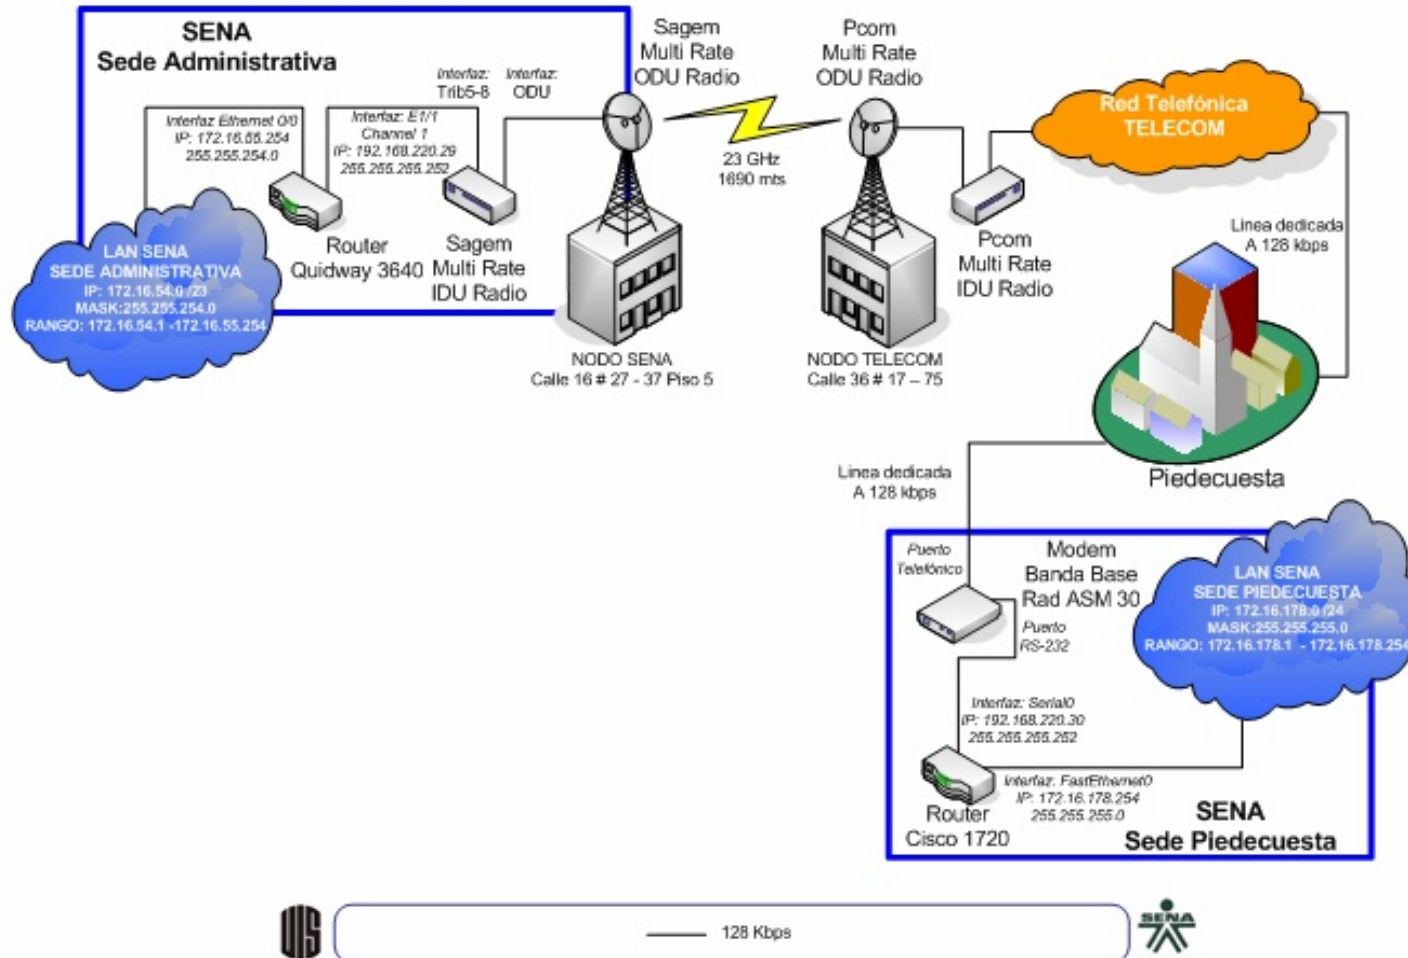 SENA
Sede Administrativa
Interfaz:
Trib5-8
Interfaz:
ODU
Sagem
Multi Rate
ODU Radio
Pcom
Multi Rate
ODU Radio
Red Telefónica
TELECOM
Interfaz Ethernet 0/0
IP: 172.16.55.254
255.255.254.0
Interfaz: E1/1
Channel 1
IP: 192.168.220.29
255.255.255.252
23 GHz
1690 mts
Linea dedicada
A 128 kbps
LAN SENA
SEDE ADMINISTRATIVA
IP: 172.16.54.0 /23
MASK:255.255.254.0
RANGO: 172.16.54.1 -172.16.55.254
Router
Quidway 3640
Sagem
Multi Rate
IDU Radio
Pcom
Multi Rate
IDU Radio
NODO SENA
Calle 16 # 27 - 37 Piso 5
NODO TELECOM
Calle 36 # 17 – 75
Piedecuesta
Linea dedicada
A 128 kbps
Puerto
Telefónico
Modem
Banda Base
Rad ASM 30
Puerto
RS-232
LAN SENA
SEDE PIEDECUESTA
IP: 172.16.178.0 /24
MASK:255.255.255.0
RANGO: 172.16.178.1 - 172.16.178.254
Interfaz: Serial0
IP: 192.168.220.30
255.255.255.252
Interfaz: FastEthernet0
IP: 172.16.178.254
255.255.255.0
Router
Cisco 1720
SENA
Sede Piedecuesta
UIS
128 Kbps
SENA